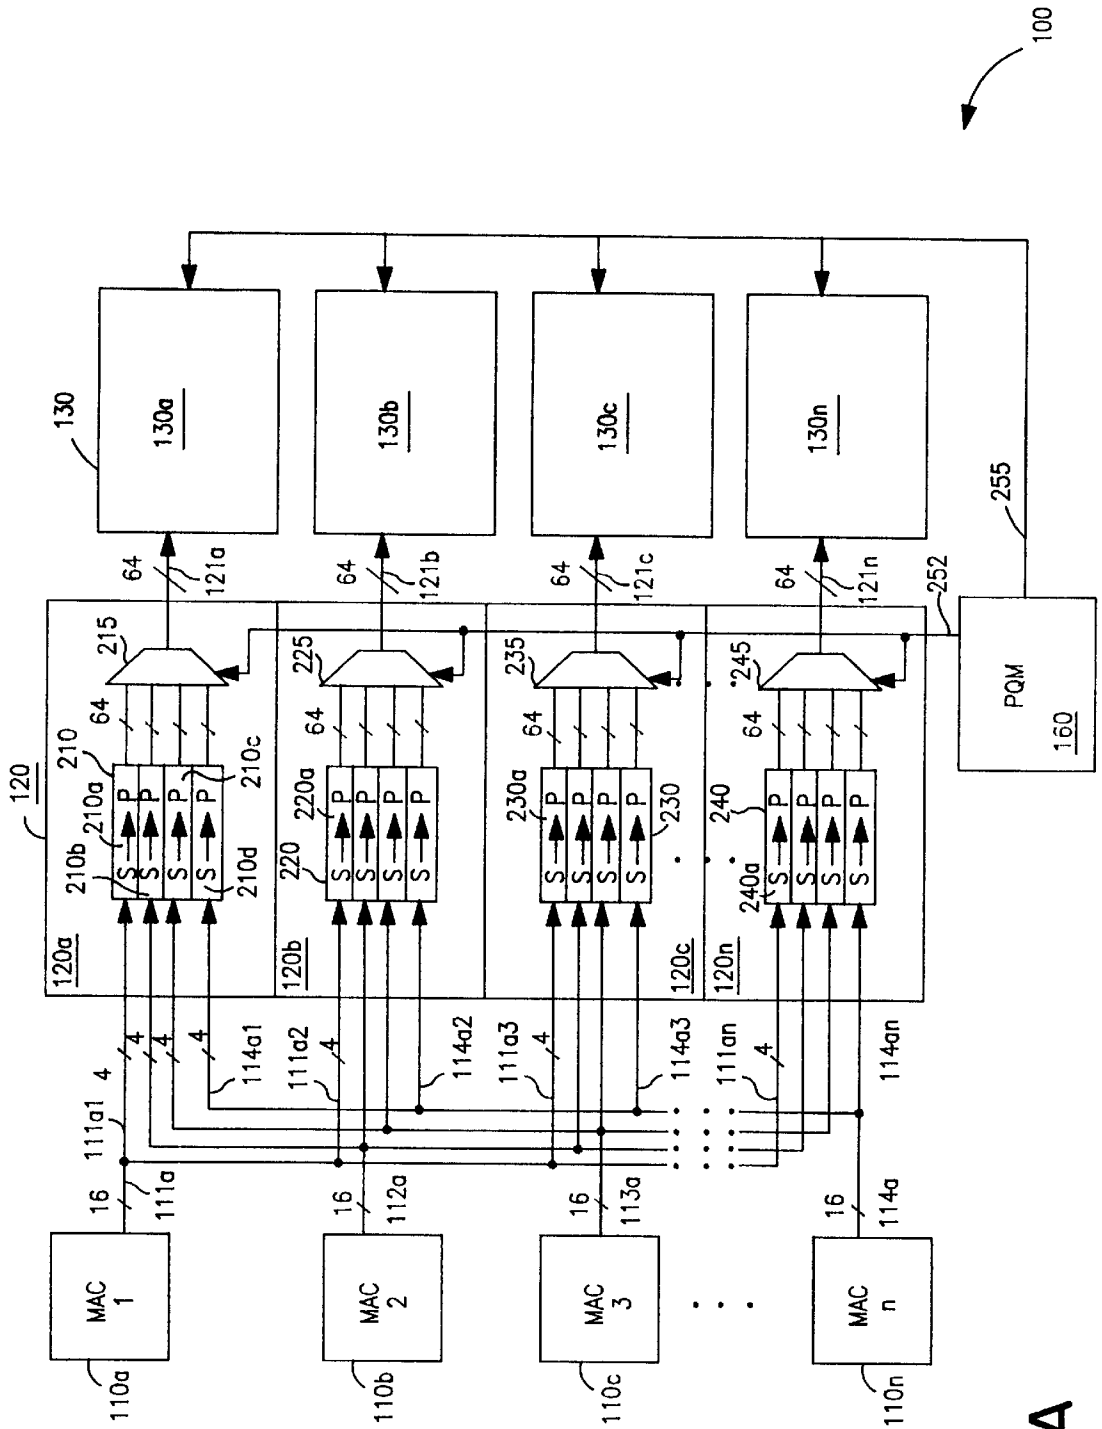 100
130
130a
130b
130c
130n
64
121a
64
121b
64
121c
64
121n
255
252
PQM
160
120
120a
120b
120c
120n
215
225
235
245
64
64
64
64
210
210a
210b
210c
210d
S P
S P
S P
S P
220
220a
S P
S P
S P
S P
230a
230
S P
S P
S P
S P
240
240a
S P
S P
S P
S P
4
4
4
4
111a1
114a1
111a2
4
114a2
111a3
4
114a3
111an
4
114an
16
111a
16
112a
16
113a
16
114a
MAC
1
110a
MAC
2
110b
MAC
3
110c
MAC
n
110n
A